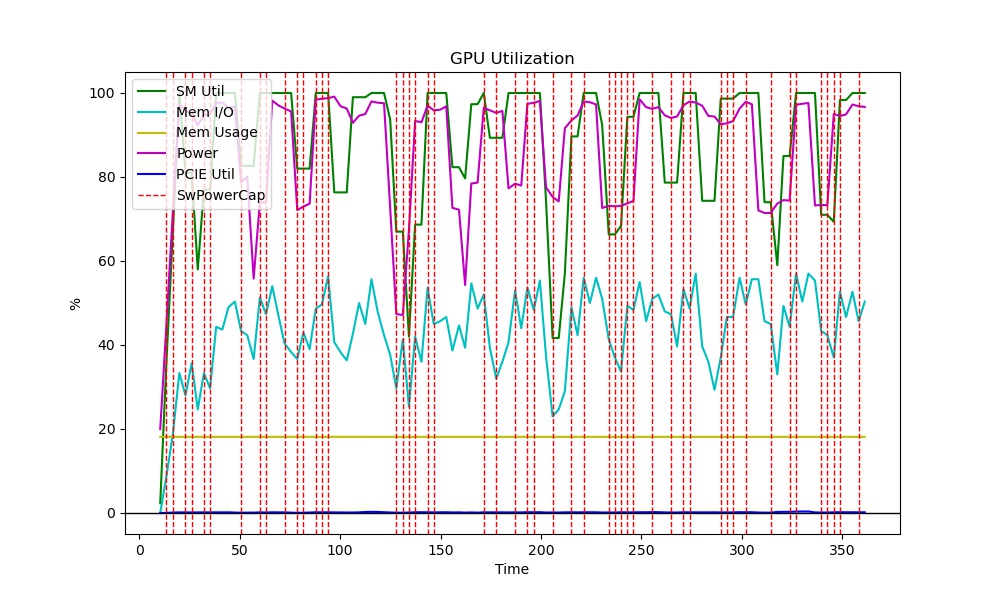 GPU Utilization
100
80
60
40
20
0
%
SM Util
Mem I/O
Mem Usage
Power
PCIE Util
SwPowerCap
0 50 100 150 200 250 300 350
Time